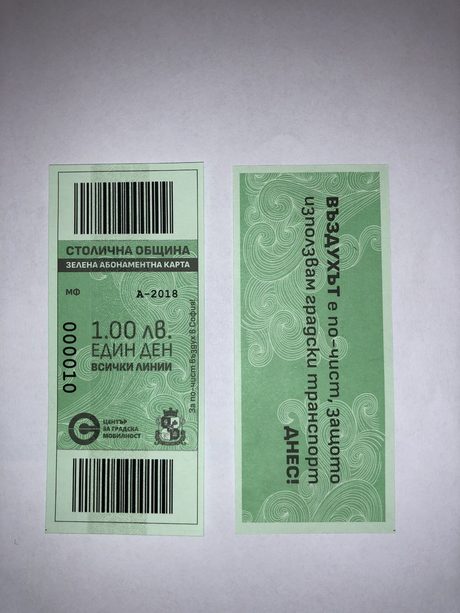 СТОЛИЧНА ОБЩИНА
ЗЕЛЕНА АБОНАМЕНТНА КАРТА
МФ А-2018
000010
1.00 лв.
ЕДИН ДЕН
ВСИЧКИ ЛИНИИ
За по-чист въздух в София!
ЦЕНТЪР
ЗА ГРАДСКА
МОБИЛНОСТ
ВЪЗДУХЪТ е по-чист, защото
използвам градски транспорт
ДНЕС!